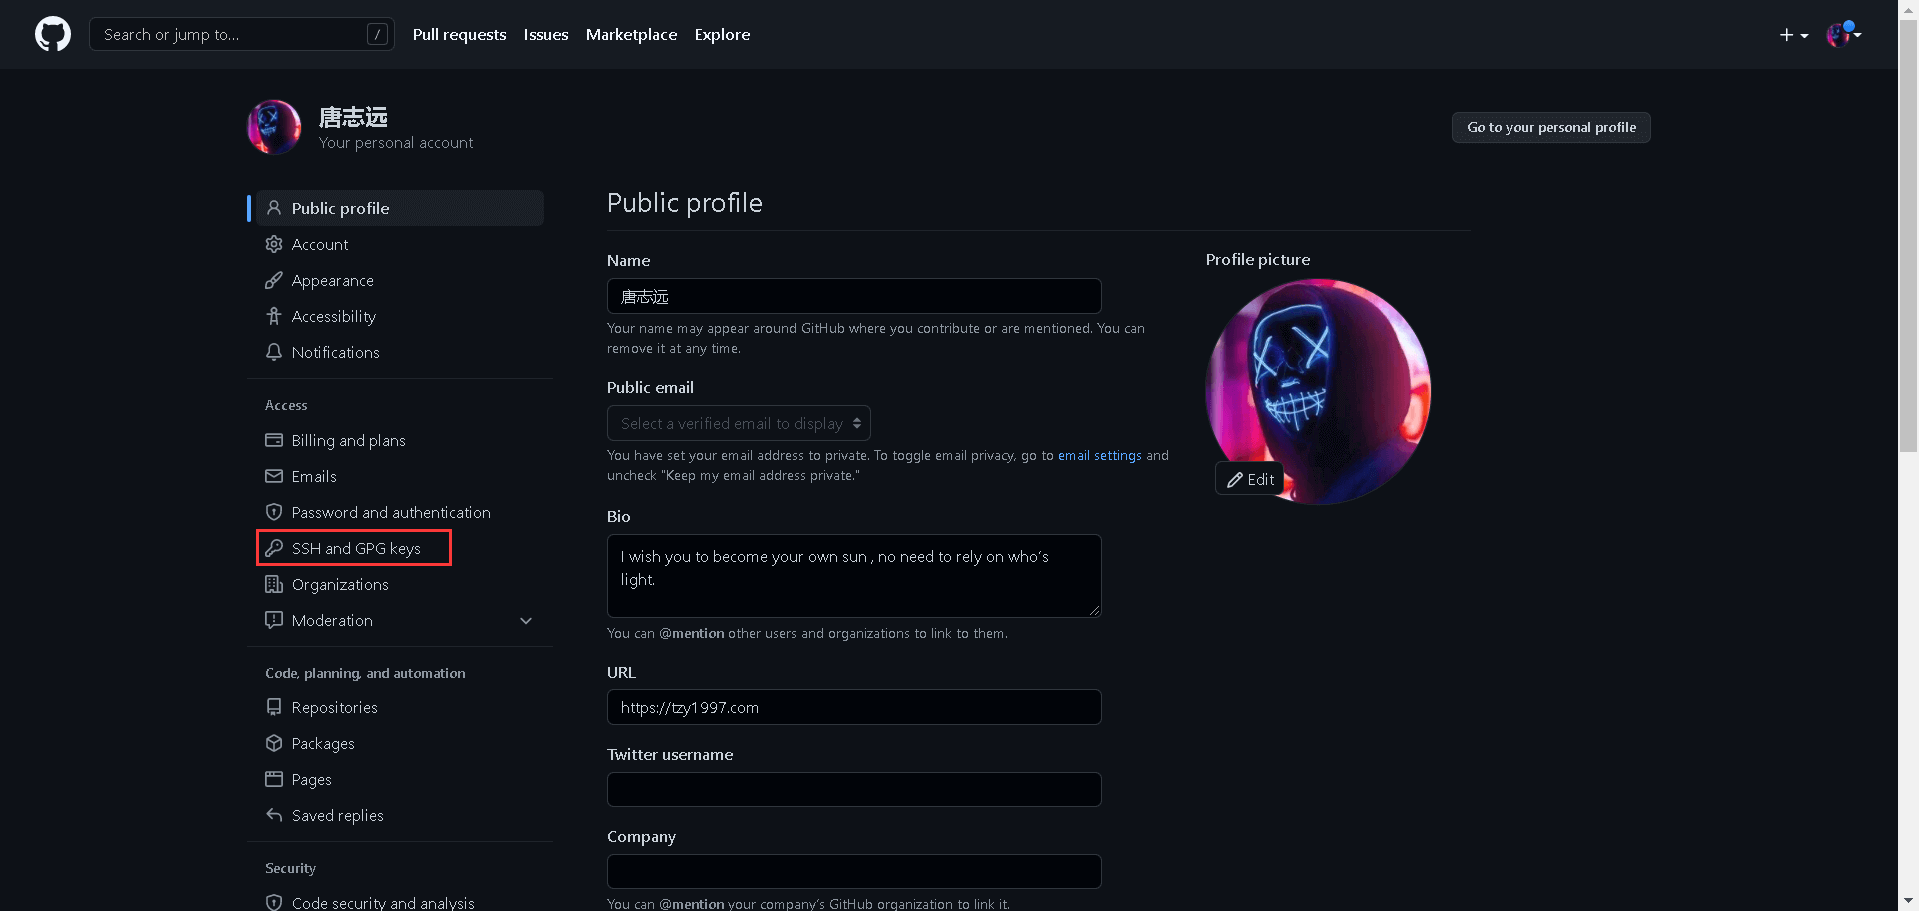 Search or jump to...
/
Pull requests
Issues
Marketplace
Explore
唐志远
Your personal account
Go to your personal profile
Public profile
Account
Appearance
Accessibility
Notifications
Access
Billing and plans
Emails
Password and authentication
SSH and GPG keys
Organizations
Moderation
Code, planning, and automation
Repositories
Packages
Pages
Saved replies
Security
Code security and analysis
Public profile
Name
唐志远
Your name may appear around GitHub where you contribute or are mentioned. You can
remove it at any time.
Public email
Select a verified email to display
You have set your email address to private. To toggle email privacy, go to email settings and
uncheck "Keep my email address private."
Bio
I wish you to become your own sun , no need to rely on who's
light.
You can @mention other users and organizations to link to them.
URL
https://tzy1997.com
Twitter username
Company
You can @mention your company's GitHub organization to link it.
Profile picture
Edit